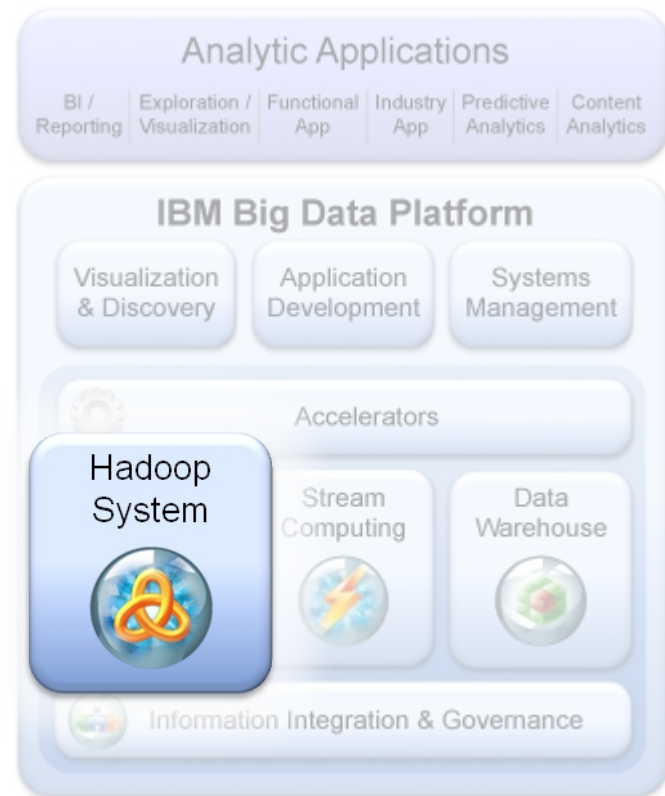 Analytic Applications
BI / Exploration / Functional Industry Predictive Content
Reporting Visualization App App Analytics Analytics
IBM Big Data Platform
Visualization Application Systems
& Discovery Development Management
Accelerators
Hadoop
System
Stream
Computing
Data
Warehouse
Information Integration & Governance